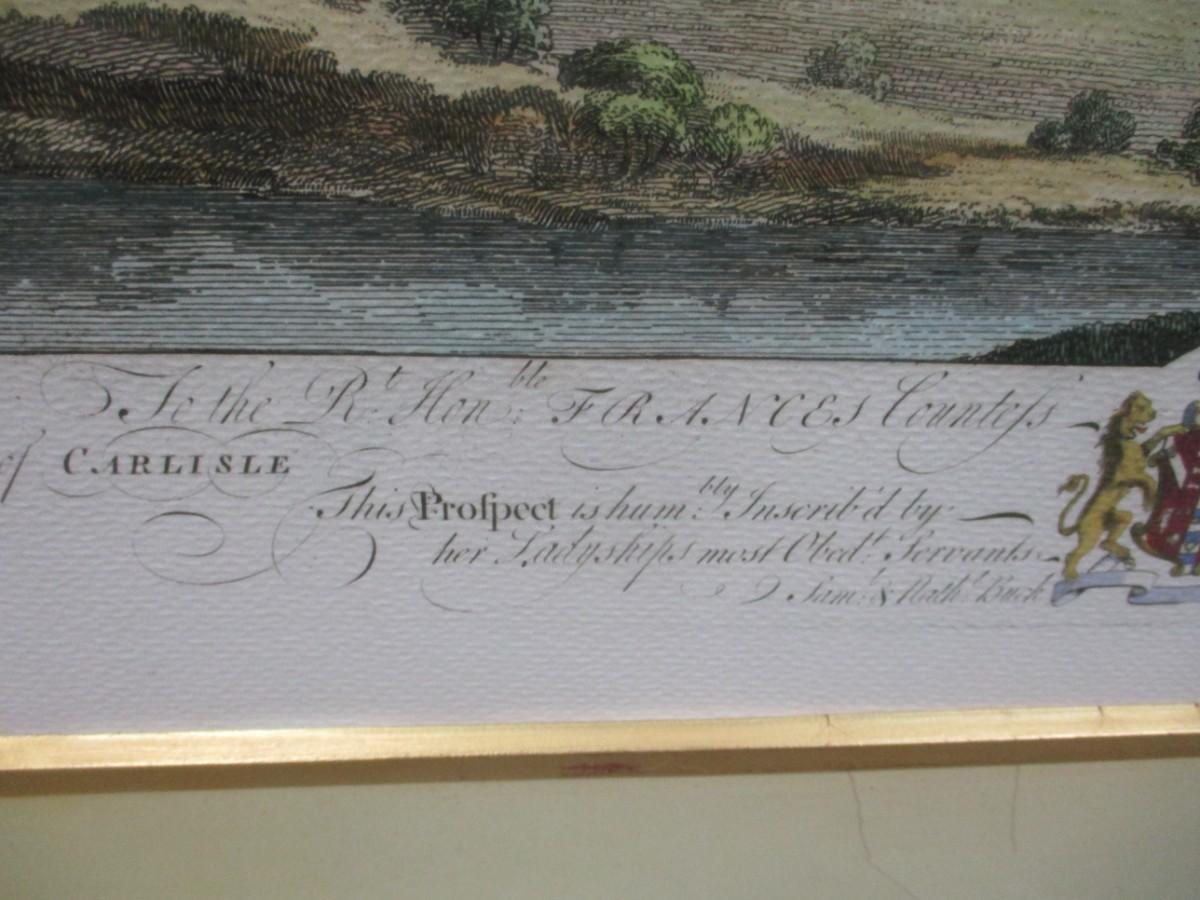 To the Rt. Honble. FRANCES Countess
of CARLISLE
This Prospect is humbly. Inscrib'd by
her Ladyships most Obedt. Servants
Saml. & Nathl. Buck